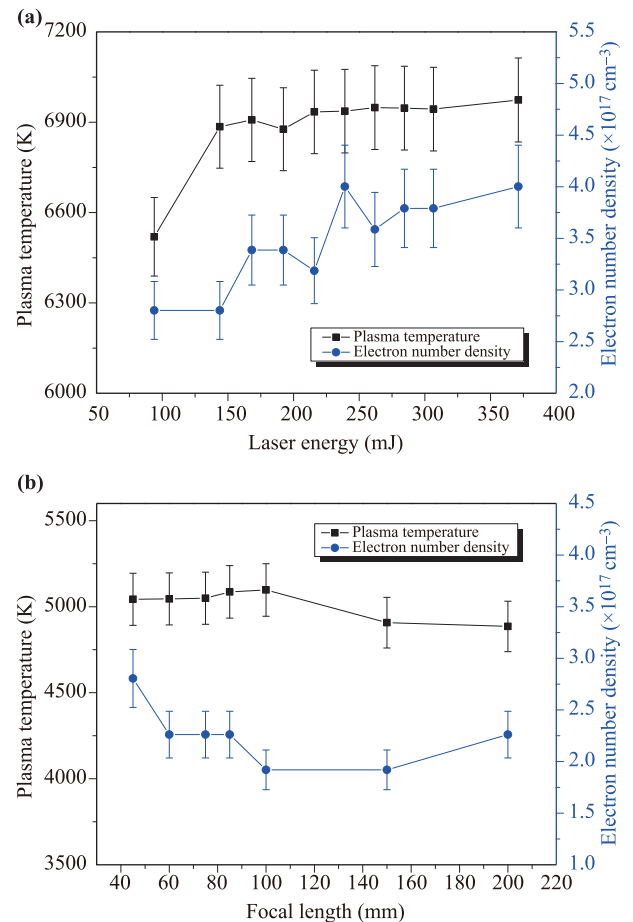 (a)
7200
6900
6600
6300
6000
Plasma temperature (K)
5.5
5.0
4.5
4.0
3.5
3.0
2.5
2.0
Electron number density (×10¹⁷ cm⁻³)
Plasma temperature
Electron number density
50 100 150 200 250 300 350 400
Laser energy (mJ)
(b)
5500
5000
4500
4000
3500
Plasma temperature (K)
4.5
4.0
3.5
3.0
2.5
2.0
1.5
1.0
Electron number density (×10¹⁷ cm⁻³)
Plasma temperature
Electron number density
40 60 80 100 120 140 160 180 200 220
Focal length (mm)